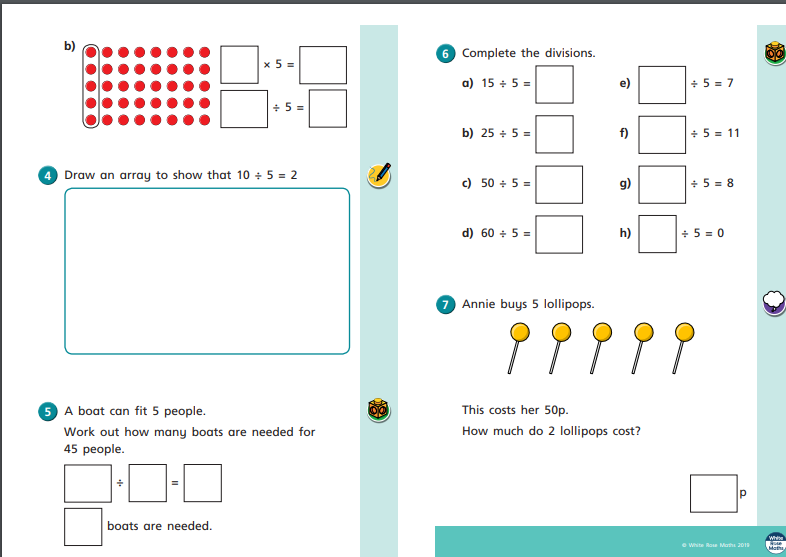 b)
× 5 =
÷ 5 =
4 Draw an array to show that 10 ÷ 5 = 2
5 A boat can fit 5 people.
Work out how many boats are needed for
45 people.
÷ =
boats are needed.
6 Complete the divisions.
a) 15 ÷ 5 =
e) ÷ 5 = 7
b) 25 ÷ 5 =
f) ÷ 5 = 11
c) 50 ÷ 5 =
g) ÷ 5 = 8
d) 60 ÷ 5 =
h) ÷ 5 = 0
7 Annie buys 5 lollipops.
This costs her 50p.
How much do 2 lollipops cost?
p
© White Rose Maths 2019
White
Rose
Maths